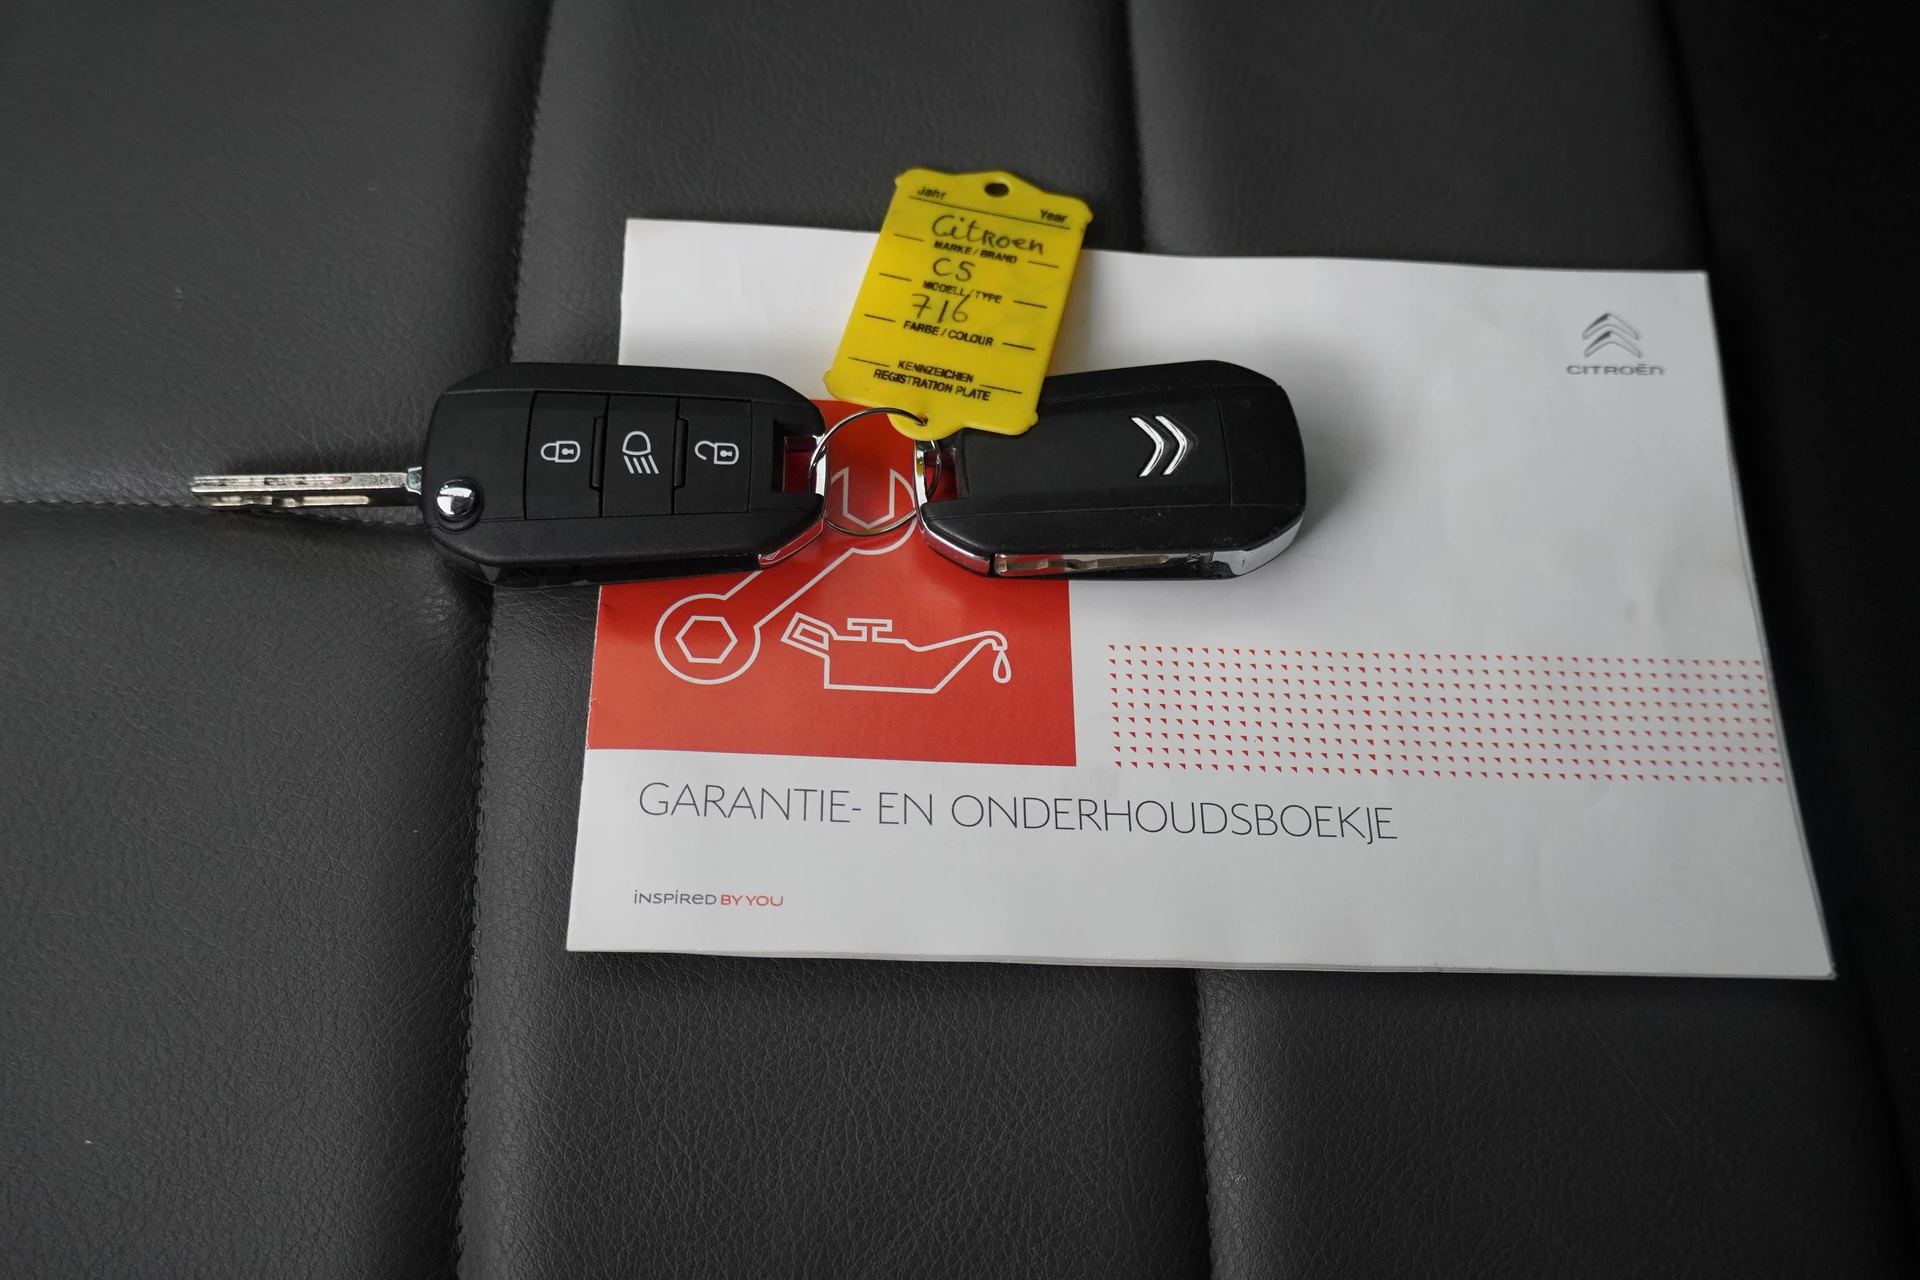 Jahr
Year
Citroen
MARKE / BRAND
C5
MODELL / TYPE
716
FARBE / COLOUR
KENNZEICHEN
REGISTRATION PLATE
CITROËN
GARANTIE- EN ONDERHOUDSBOEKJE
INSPIRED BY YOU